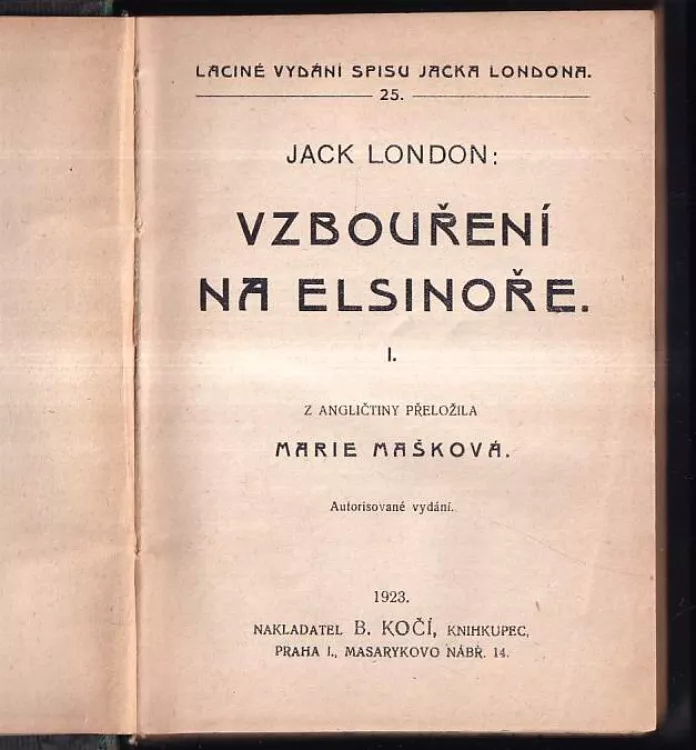 LACINÉ VYDÁNÍ SPISU JACKA LONDONA.
25.
JACK LONDON:
VZBOUŘENÍ
NA ELSINOŘE.
I.
Z ANGLIČTINY PŘELOŽILA
MARIE MAŠKOVÁ.
Autorisované vydání.
1923.
NAKLADATEL B. KOČÍ, KNIHKUPEC,
PRAHA I., MASARYKOVO NÁBŘ. 14.